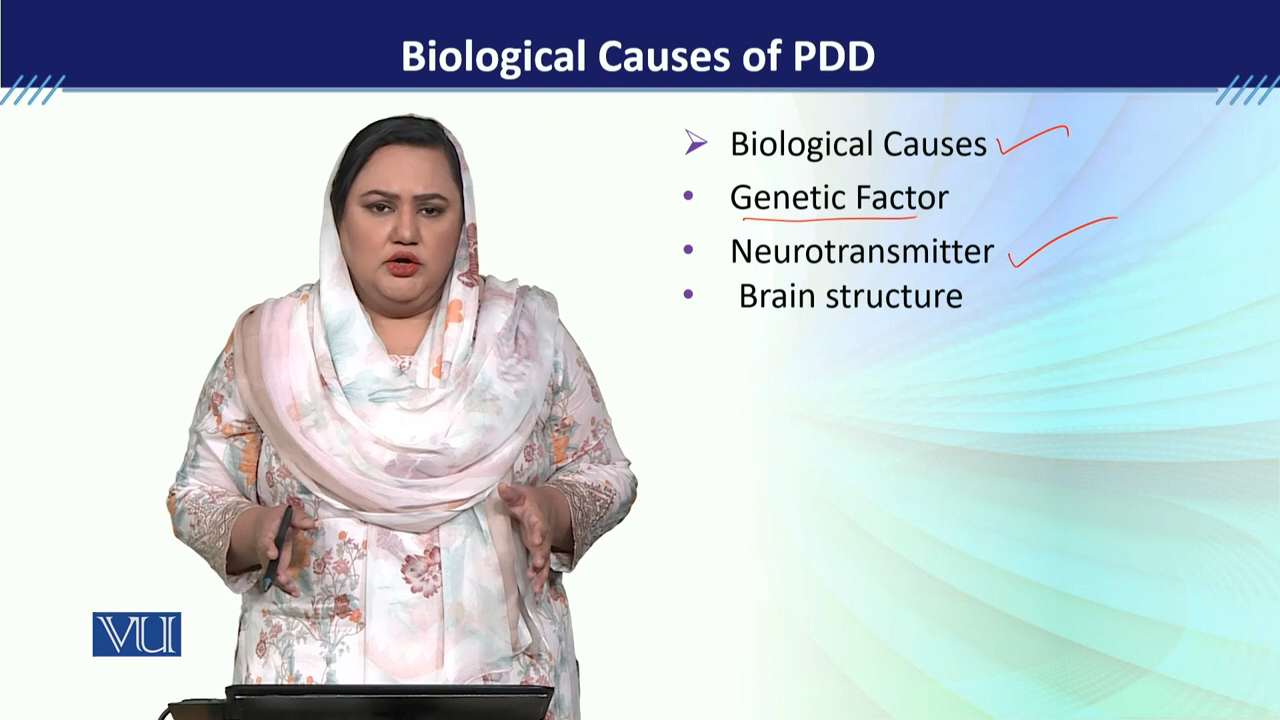 Biological Causes of PDD
➢ Biological Causes
• Genetic Factor
• Neurotransmitter
• Brain structure
VU